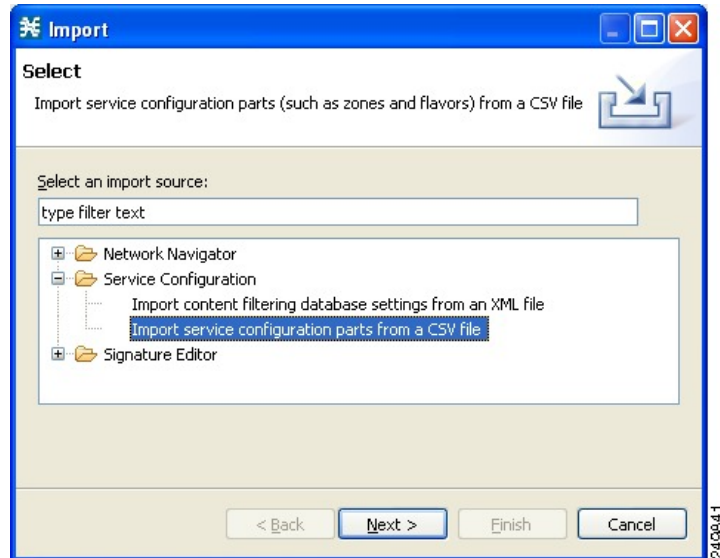 Import
Select
Import service configuration parts (such as zones and flavors) from a CSV file
Select an import source:
type filter text
Network Navigator
Service Configuration
Import content filtering database settings from an XML file
Import service configuration parts from a CSV file
Signature Editor
< Back Next > Finish Cancel